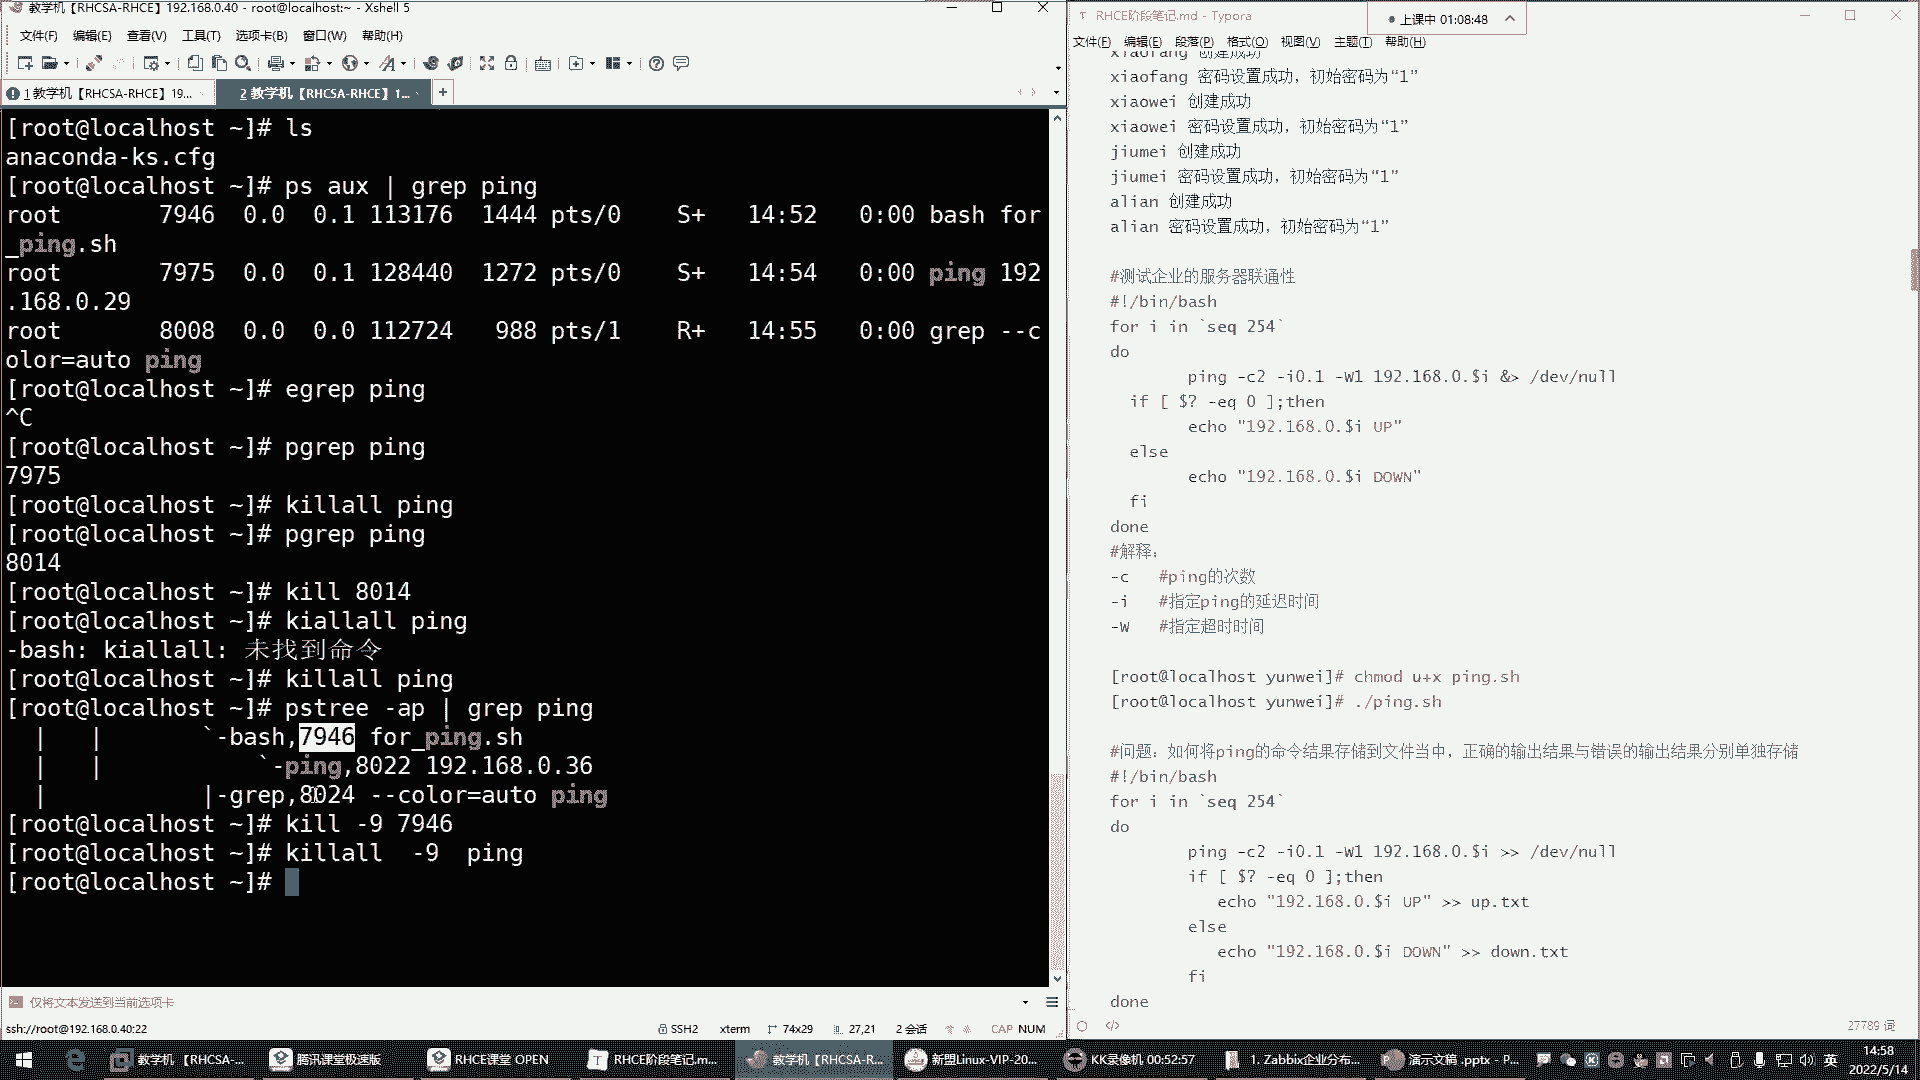 教学机【RHCSA-RHCE】192.168.0.40 - root@localhost:~ - Xshell 5
文件(F) 编辑(E) 查看(V) 工具(T) 选项卡(B) 窗口(W) 帮助(H)
1 教学机【RHCSA-RHCE】19...
2 教学机【RHCSA-RHCE】1...
[root@localhost ~]# ls
anaconda-ks.cfg
[root@localhost ~]# ps aux | grep ping
root       7946  0.0  0.1 113176  1444 pts/0    S+   14:52   0:00 bash for
_ping.sh
root       7975  0.0  0.1 128440  1272 pts/0    S+   14:54   0:00 ping 192
.168.0.29
root       8008  0.0  0.0 112724   988 pts/1    R+   14:55   0:00 grep --c
olor=auto ping
[root@localhost ~]# egrep ping
^C
[root@localhost ~]# pgrep ping
7975
[root@localhost ~]# killall ping
[root@localhost ~]# pgrep ping
8014
[root@localhost ~]# kill 8014
[root@localhost ~]# kiallall ping
-bash: kiallall: 未找到命令
[root@localhost ~]# killall ping
[root@localhost ~]# pstree -ap | grep ping
  |   |       `-bash,7946 for_ping.sh
  |   |           `-ping,8022 192.168.0.36
  |           |-grep,8024 --color=auto ping
[root@localhost ~]# kill -9 7946
[root@localhost ~]# killall  -9  ping
[root@localhost ~]#
仅将文本发送到当前选项卡
ssh://root@192.168.0.40:22 SSH2 xterm 74x29 27,21 2 会话 CAP NUM
RHCE阶段笔记.md - Typora
上课中 01:08:48
文件(F) 编辑(E) 段落(P) 格式(O) 视图(V) 主题(T) 帮助(H)
xiaofang 创建成功
xiaofang 密码设置成功，初始密码为“1”
xiaowei 创建成功
xiaowei 密码设置成功，初始密码为“1”
jiumei 创建成功
jiumei 密码设置成功，初始密码为“1”
alian 创建成功
alian 密码设置成功，初始密码为“1”
#测试企业的服务器联通性
#!/bin/bash
for i in `seq 254`
do
ping -c2 -i0.1 -W1 192.168.0.$i &> /dev/null
if [ $? -eq 0 ];then
echo "192.168.0.$i UP"
else
echo "192.168.0.$i DOWN"
fi
done
#解释：
-c   #ping的次数
-i   #指定ping的延迟时间
-W   #指定超时时间
[root@localhost yunwei]# chmod u+x ping.sh
[root@localhost yunwei]# ./ping.sh
#问题：如何将ping的命令结果存储到文件当中，正确的输出结果与错误的输出结果分别单独存储
#!/bin/bash
for i in `seq 254`
do
ping -c2 -i0.1 -W1 192.168.0.$i >> /dev/null
if [ $? -eq 0 ];then
echo "192.168.0.$i UP" >> up.txt
else
echo "192.168.0.$i DOWN" >> down.txt
fi
done
27789 词
教学机【RHCSA-...
腾讯课堂极速版
RHCE课堂 OPEN
RHCE阶段笔记.m...
教学机【RHCSA-R...
新盟Linux-VIP-20...
KK录像机 00:52:57
1. Zabbix企业分布...
演示文稿 .pptx - P...
英
14:58
2022/5/14